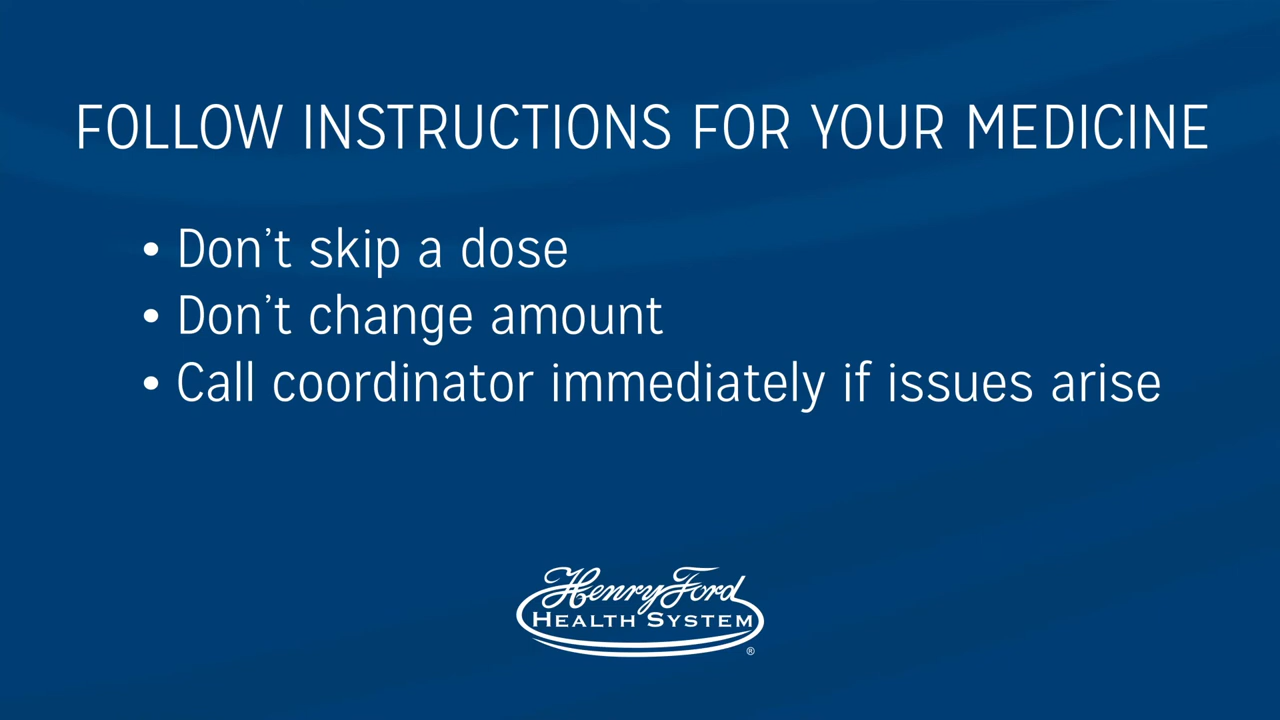 FOLLOW INSTRUCTIONS FOR YOUR MEDICINE
• Don’t skip a dose
• Don’t change amount
• Call coordinator immediately if issues arise
Henry Ford
HEALTH SYSTEM
®